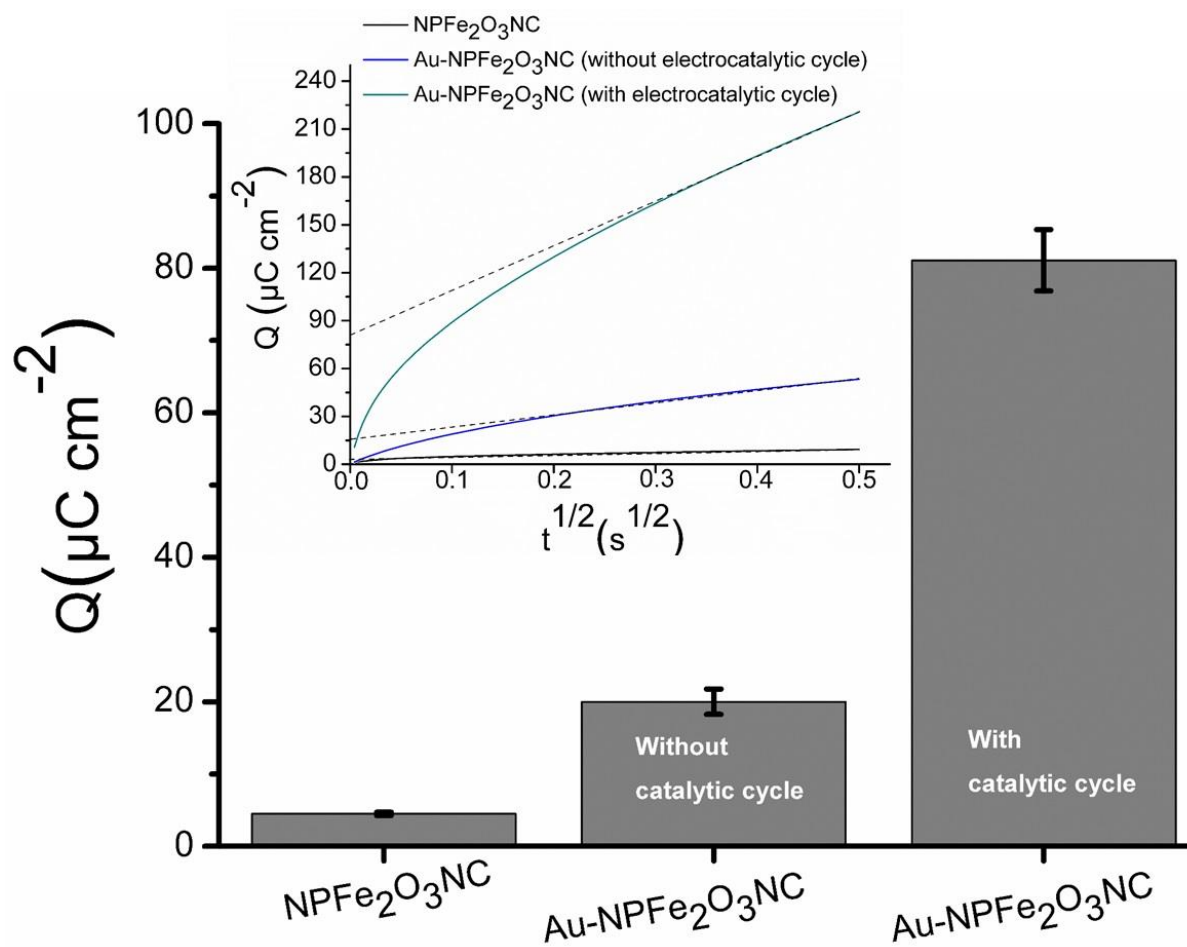 NPFe₂O₃NC
Au-NPFe₂O₃NC (without electrocatalytic cycle)
Au-NPFe₂O₃NC (with electrocatalytic cycle)
240
210
180
150
120
90
60
30
0
Q (µC cm⁻²)
0.0 0.1 0.2 0.3 0.4 0.5
t^1/2(s^1/2)
100
80
60
40
20
0
Q(µC cm⁻²)
Without
catalytic cycle
With
catalytic cycle
NPFe₂O₃NC
Au-NPFe₂O₃NC
Au-NPFe₂O₃NC